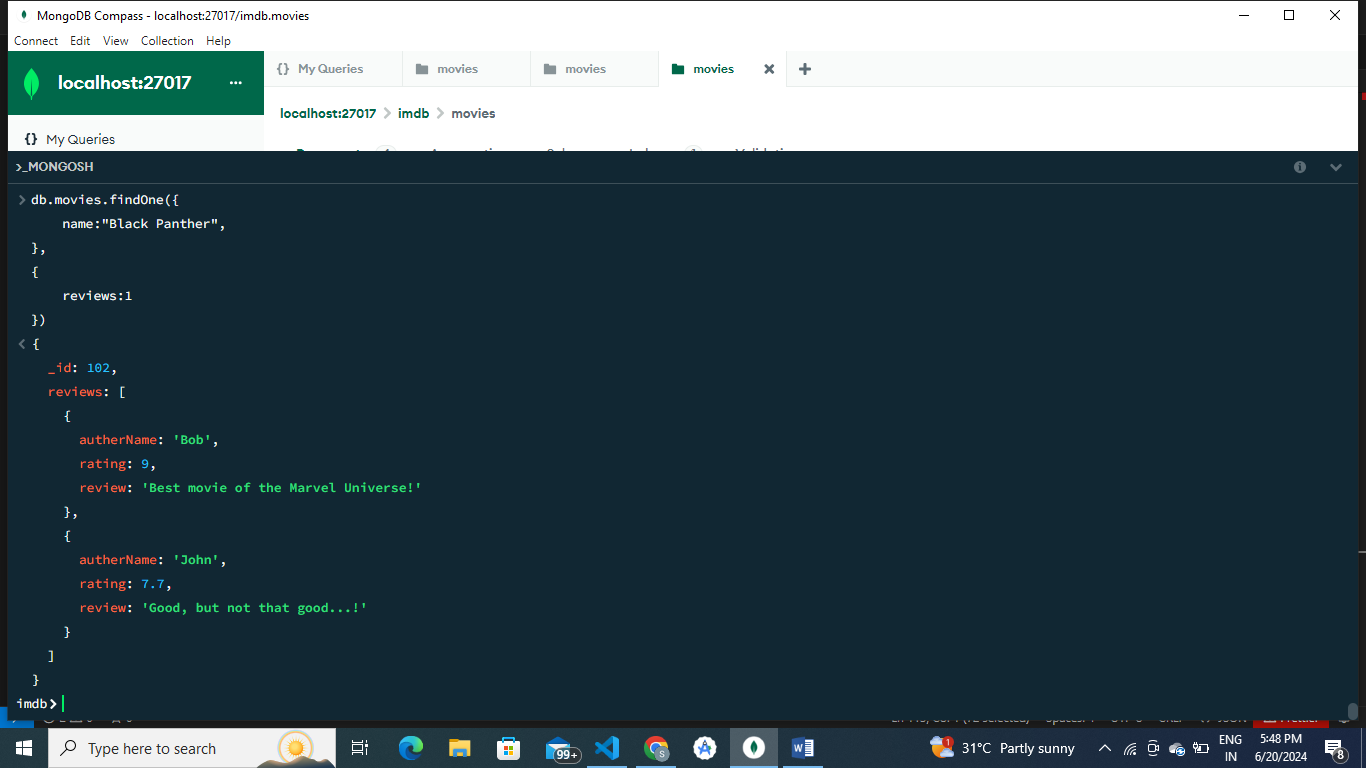 MongoDB Compass - localhost:27017/imdb.movies
Connect Edit View Collection Help
localhost:27017 ...
{} My Queries
movies
movies
movies
localhost:27017 > imdb > movies
{} My Queries
>_MONGOSH
> db.movies.findOne({
name:"Black Panther",
},
{
reviews:1
})
< {
_id: 102,
reviews: [
{
autherName: 'Bob',
rating: 9,
review: 'Best movie of the Marvel Universe!'
},
{
autherName: 'John',
rating: 7.7,
review: 'Good, but not that good...!'
}
]
}
imdb>
Type here to search
99+
S
W
1
31°C Partly sunny
ENG
IN
5:48 PM
6/20/2024
8